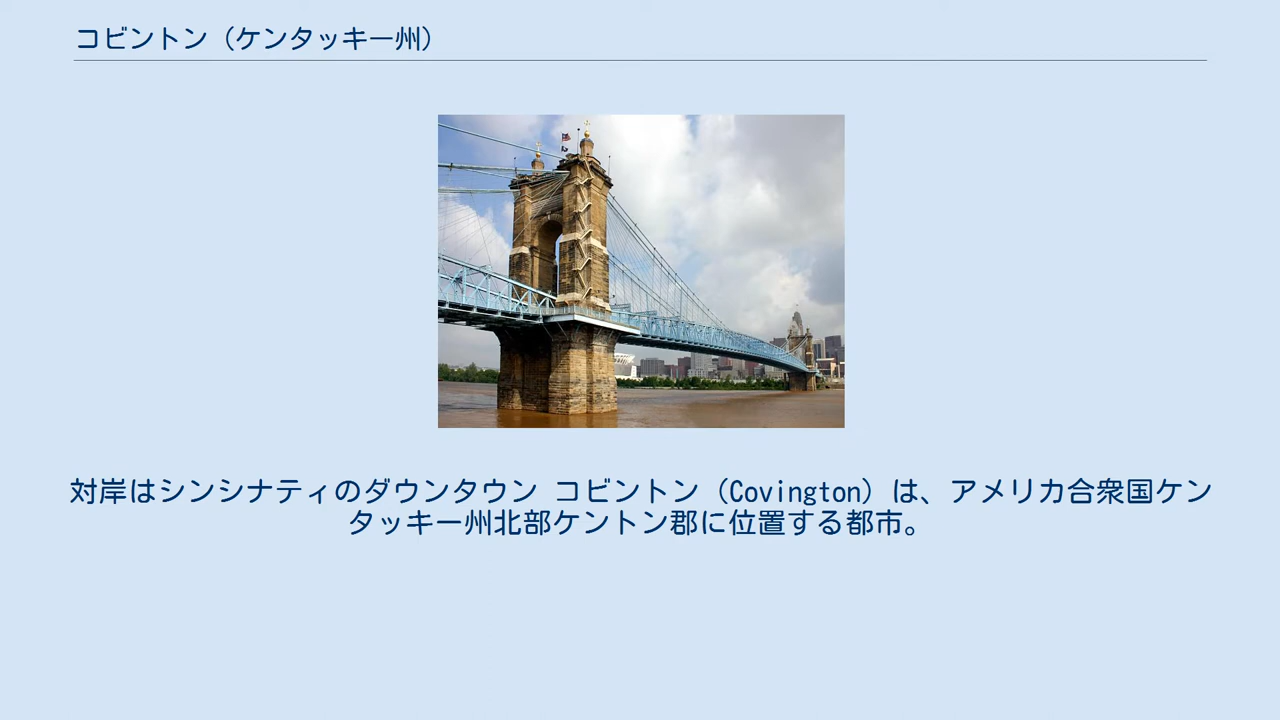 コビントン（ケンタッキー州）
対岸はシンシナティのダウンタウン コビントン（Covington）は、アメリカ合衆国ケン
タッキー州北部ケントン郡に位置する都市。